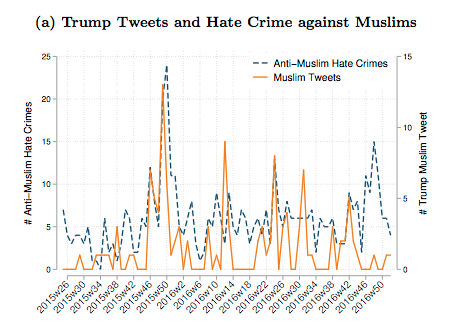 (a) Trump Tweets and Hate Crime against Muslims
25
20
15
10
5
0
# Anti-Muslim Hate Crimes
Anti-Muslim Hate Crimes
Muslim Tweets
15
10
5
0
# Trump Muslim Tweet
2015w26
2015w30
2015w34
2015w38
2015w42
2015w46
2015w50
2016w2
2016w6
2016w10
2016w14
2016w18
2016w22
2016w26
2016w30
2016w34
2016w38
2016w42
2016w46
2016w50